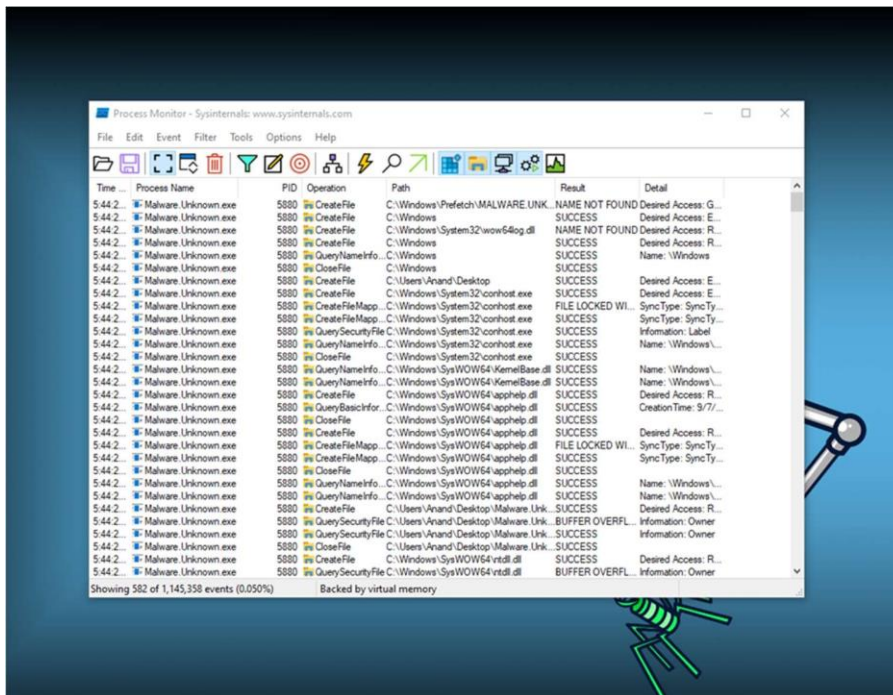 Process Monitor - Sysinternals: www.sysinternals.com
File Edit Event Filter Tools Options Help
Time ... Process Name PID Operation Path Result Detail
5:44:2... Malware.Unknown.exe 5880 CreateFile C:\Windows\Prefetch\MALWARE.UNK... NAME NOT FOUND Desired Access: G...
5:44:2... Malware.Unknown.exe 5880 CreateFile C:\Windows SUCCESS Desired Access: E...
5:44:2... Malware.Unknown.exe 5880 CreateFile C:\Windows\System32\wow64log.dll NAME NOT FOUND Desired Access: R...
5:44:2... Malware.Unknown.exe 5880 CreateFile C:\Windows SUCCESS Desired Access: R...
5:44:2... Malware.Unknown.exe 5880 QueryNameInfo... C:\Windows SUCCESS Name: \Windows
5:44:2... Malware.Unknown.exe 5880 CloseFile C:\Windows SUCCESS
5:44:2... Malware.Unknown.exe 5880 CreateFile C:\Users\Anand\Desktop SUCCESS Desired Access: E...
5:44:2... Malware.Unknown.exe 5880 CreateFile C:\Windows\System32\conhost.exe SUCCESS Desired Access: E...
5:44:2... Malware.Unknown.exe 5880 CreateFileMapp... C:\Windows\System32\conhost.exe FILE LOCKED WI... SyncType: SyncTy...
5:44:2... Malware.Unknown.exe 5880 CreateFileMapp... C:\Windows\System32\conhost.exe SUCCESS SyncType: SyncTy...
5:44:2... Malware.Unknown.exe 5880 QuerySecurityFile C:\Windows\System32\conhost.exe SUCCESS Information: Label
5:44:2... Malware.Unknown.exe 5880 QueryNameInfo... C:\Windows\System32\conhost.exe SUCCESS Name: \Windows\...
5:44:2... Malware.Unknown.exe 5880 CloseFile C:\Windows\System32\conhost.exe SUCCESS
5:44:2... Malware.Unknown.exe 5880 QueryNameInfo... C:\Windows\SysWOW64\KernelBase.dll SUCCESS Name: \Windows\...
5:44:2... Malware.Unknown.exe 5880 QueryNameInfo... C:\Windows\SysWOW64\KernelBase.dll SUCCESS Name: \Windows\...
5:44:2... Malware.Unknown.exe 5880 CreateFile C:\Windows\SysWOW64\apphelp.dll SUCCESS Desired Access: R...
5:44:2... Malware.Unknown.exe 5880 QueryBasicInfor... C:\Windows\SysWOW64\apphelp.dll SUCCESS CreationTime: 9/7/...
5:44:2... Malware.Unknown.exe 5880 CloseFile C:\Windows\SysWOW64\apphelp.dll SUCCESS
5:44:2... Malware.Unknown.exe 5880 CreateFile C:\Windows\SysWOW64\apphelp.dll SUCCESS Desired Access: R...
5:44:2... Malware.Unknown.exe 5880 CreateFileMapp... C:\Windows\SysWOW64\apphelp.dll FILE LOCKED WI... SyncType: SyncTy...
5:44:2... Malware.Unknown.exe 5880 CreateFileMapp... C:\Windows\SysWOW64\apphelp.dll SUCCESS SyncType: SyncTy...
5:44:2... Malware.Unknown.exe 5880 CloseFile C:\Windows\SysWOW64\apphelp.dll SUCCESS
5:44:2... Malware.Unknown.exe 5880 QueryNameInfo... C:\Windows\SysWOW64\apphelp.dll SUCCESS Name: \Windows\...
5:44:2... Malware.Unknown.exe 5880 QueryNameInfo... C:\Windows\SysWOW64\apphelp.dll SUCCESS Name: \Windows\...
5:44:2... Malware.Unknown.exe 5880 CreateFile C:\Users\Anand\Desktop\Malware.Unk... SUCCESS Desired Access: R...
5:44:2... Malware.Unknown.exe 5880 QuerySecurityFile C:\Users\Anand\Desktop\Malware.Unk... BUFFER OVERFL... Information: Owner
5:44:2... Malware.Unknown.exe 5880 QuerySecurityFile C:\Users\Anand\Desktop\Malware.Unk... SUCCESS Information: Owner
5:44:2... Malware.Unknown.exe 5880 CloseFile C:\Users\Anand\Desktop\Malware.Unk... SUCCESS
5:44:2... Malware.Unknown.exe 5880 CreateFile C:\Windows\SysWOW64\ntdll.dll SUCCESS Desired Access: R...
5:44:2... Malware.Unknown.exe 5880 QuerySecurityFile C:\Windows\SysWOW64\ntdll.dll BUFFER OVERFL... Information: Owner
Showing 582 of 1,145,358 events (0.050%) Backed by virtual memory